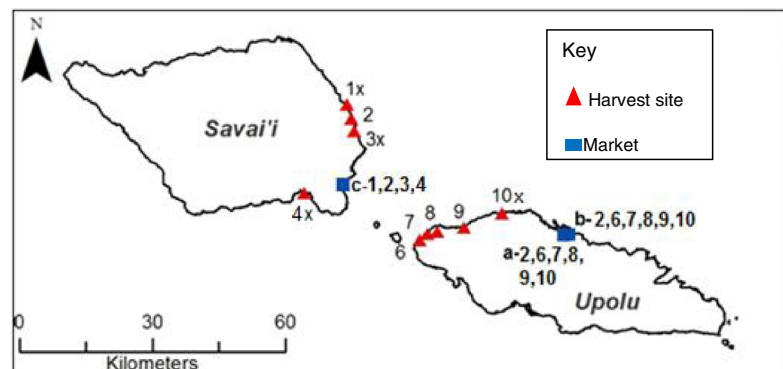 N
Key
Harvest site
Market
1x
2
3x
Savai'i
c-1,2,3,4
4x
10x
9
8
7
6
b- 2,6,7,8,9,10
a-2,6,7,8,
9,10
Upolu
0 30 60
Kilometers